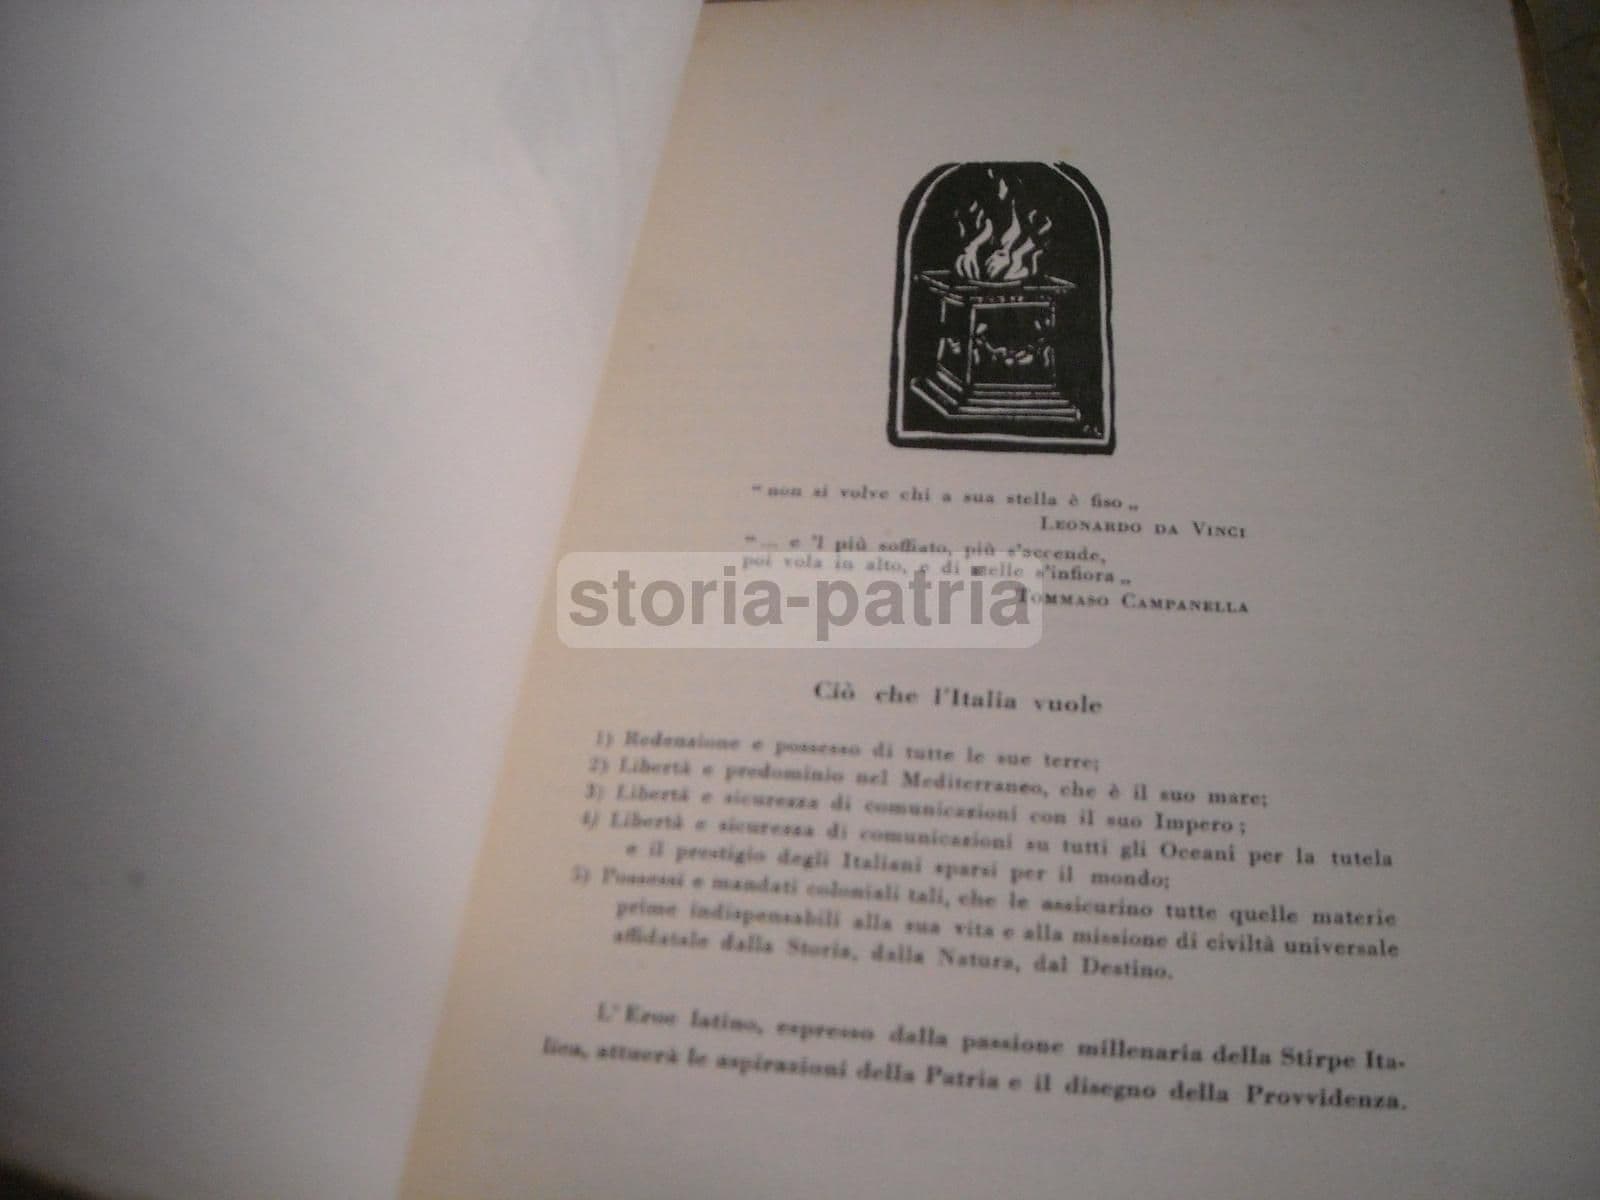 “ non si volve chi a sua stella è fiso „
LEONARDO DA VINCI
“ ... e 'l più soffiato, più s'accende,
poi vola in alto, e di stelle s'infiora „
TOMMASO CAMPANELLA
storia-patria
Ciò che l'Italia vuole
1) Redenzione e possesso di tutte le sue terre;
2) Libertà e predominio nel Mediterraneo, che è il suo mare;
3) Libertà e sicurezza di comunicazioni con il suo Impero;
4) Libertà e sicurezza di comunicazioni su tutti gli Oceani per la tutela
e il prestigio degli Italiani sparsi per il mondo;
5) Possessi e mandati coloniali tali, che le assicurino tutte quelle materie
prime indispensabili alla sua vita e alla missione di civiltà universale
affidatale dalla Storia, dalla Natura, dal Destino.
L'Eroe latino, espresso dalla passione millenaria della Stirpe Ita-
lica, attuerà le aspirazioni della Patria e il disegno della Provvidenza.